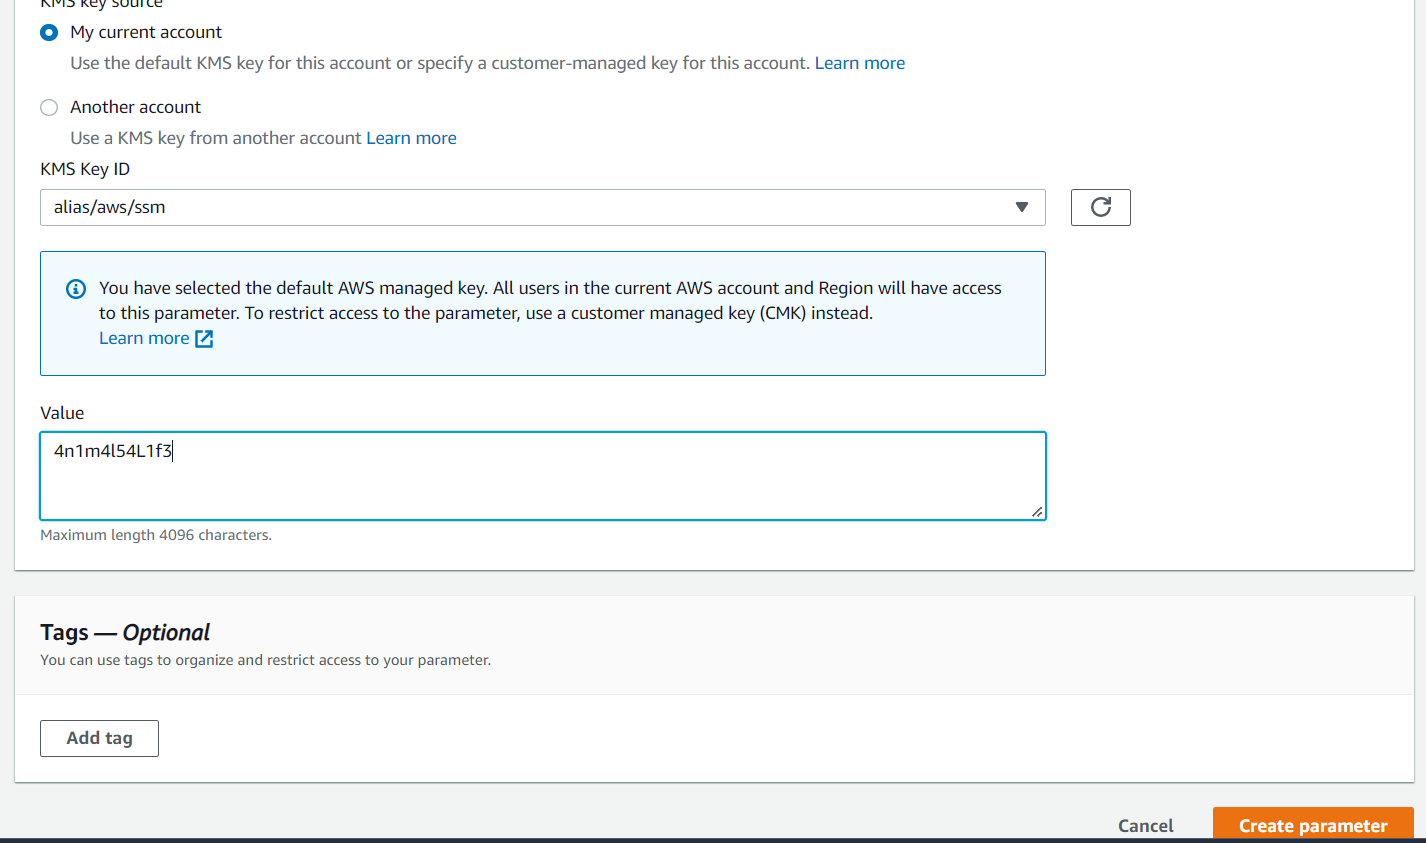 KMS key source
My current account
Use the default KMS key for this account or specify a customer-managed key for this account. Learn more
Another account
Use a KMS key from another account Learn more
KMS Key ID
alias/aws/ssm
You have selected the default AWS managed key. All users in the current AWS account and Region will have access
to this parameter. To restrict access to the parameter, use a customer managed key (CMK) instead.
Learn more
Value
4n1m4l54L1f3
Maximum length 4096 characters.
Tags — Optional
You can use tags to organize and restrict access to your parameter.
Add tag
Cancel
Create parameter